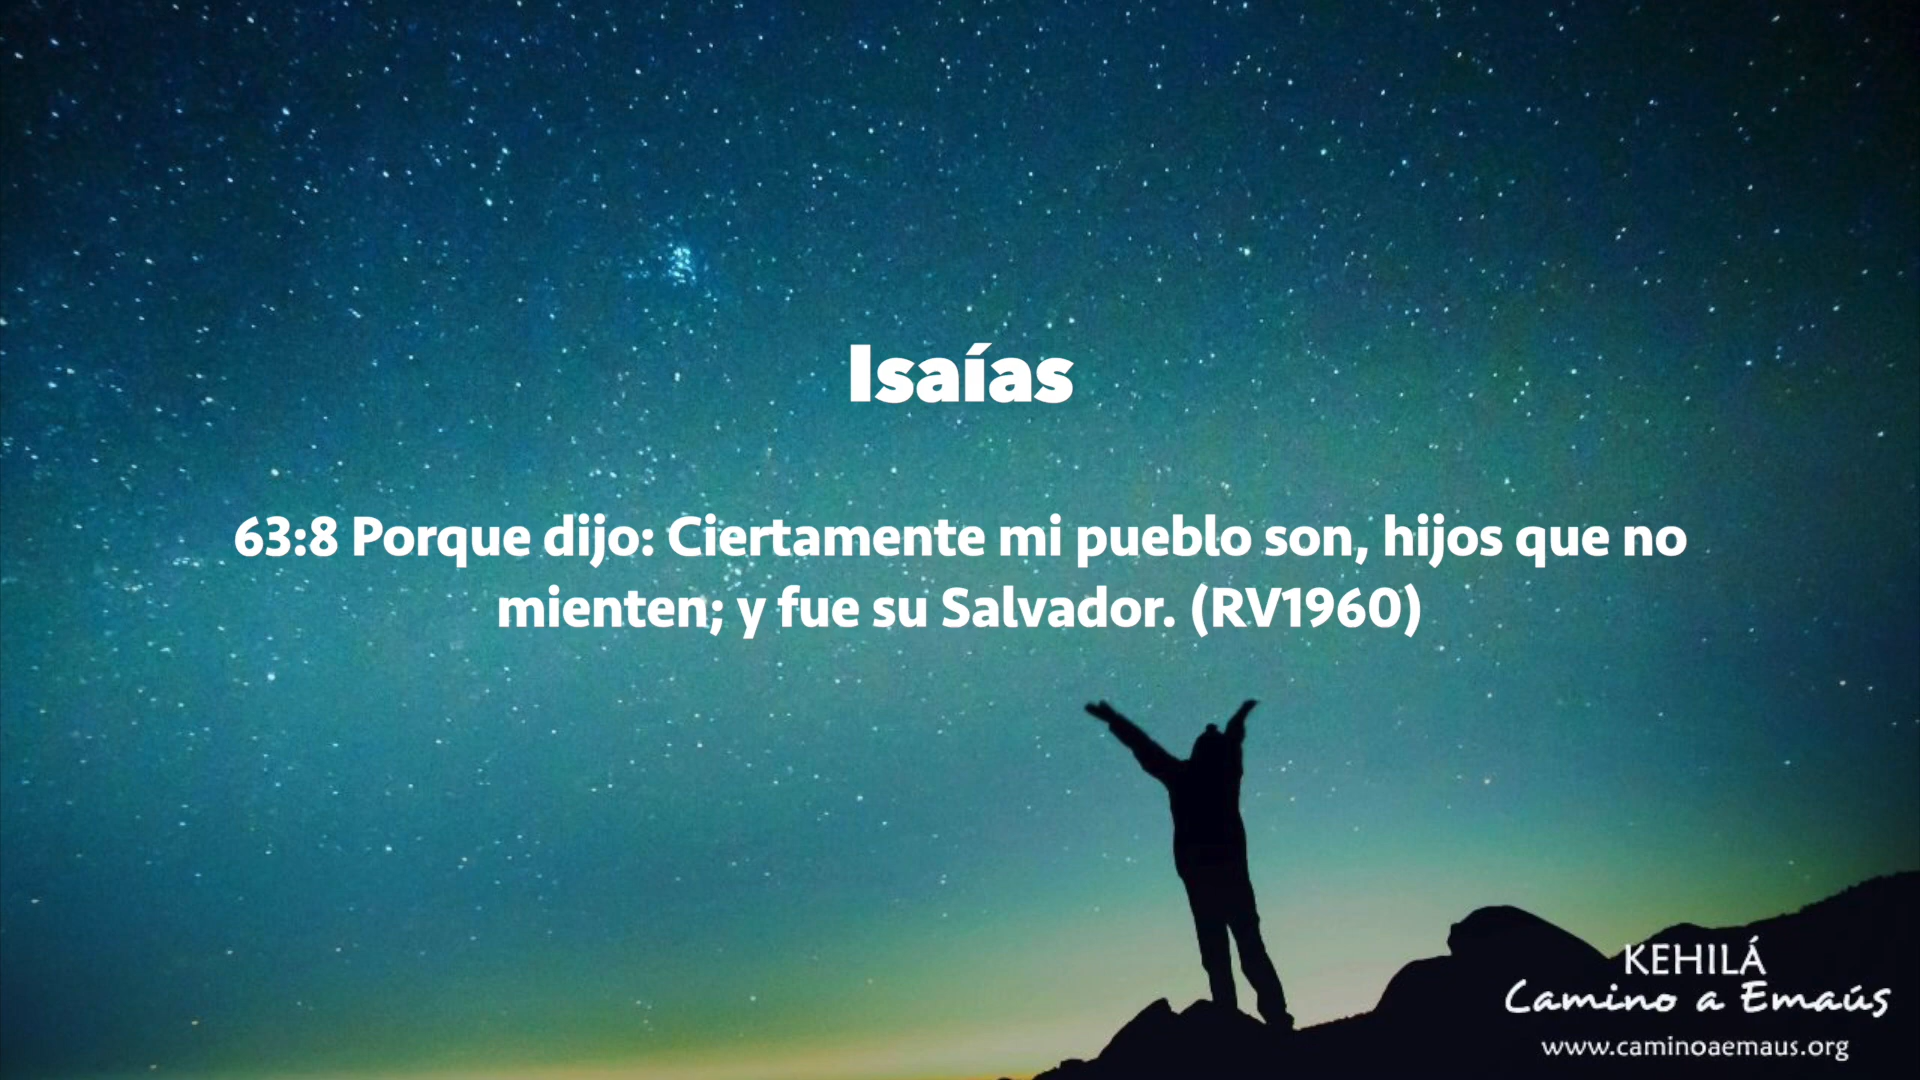 Isaías
63:8 Porque dijo: Ciertamente mi pueblo son, hijos que no
mienten; y fue su Salvador. (RV1960)
KEHILÁ
Camino a Emaús
www.caminoaemaus.org